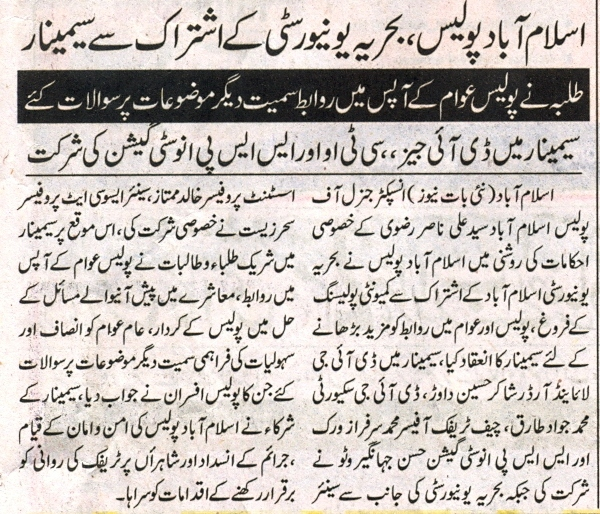 اسلام آباد پولیس، بحریہ یونیورسٹی کے اشتراک سے سیمینار
طلبہ نے پولیس عوام کے آپس میں روابط سمیت دیگر موضوعات پر سوالات کئے
سیمینار میں ڈی آئی جیز، سی ٹی او اور ایس ایس پی انوسٹی گیشن کی شرکت
اسلام آباد (نئی بات نیوز) انسپکٹر جنرل آف
پولیس اسلام آباد سید علی ناصر رضوی کے خصوصی
احکامات کی روشنی میں اسلام آباد پولیس نے بحریہ
یونیورسٹی اسلام آباد کے اشتراک سے کمیونٹی پولیسنگ
کے فروغ، پولیس اور عوام میں روابط کو مزید بڑھانے
کے لئے سیمینار کا انعقاد کیا، سیمینار میں ڈی آئی جی
لاء اینڈ آرڈر شاکر حسین داوڑ، ڈی آئی جی سکیورٹی
محمد جواد طارق، چیف ٹریفک آفیسر محمد سرفراز ورک
اور ایس ایس پی انوسٹی گیشن حسن جہانگیر وٹو نے
شرکت کی جبکہ بحریہ یونیورسٹی کی جانب سے سینئر
اسسٹنٹ پروفیسر خالد ممتاز، سینئر ایسوسی ایٹ پروفیسر
سحر زیست نے خصوصی شرکت کی، اس موقع پر سیمینار
میں شریک طلباء و طالبات نے پولیس عوام کے آپس
میں روابط، معاشرے میں پیش آنیوالے مسائل کے
حل میں پولیس کے کردار، عام عوام کو انصاف اور
سہولیات کی فراہمی سمیت دیگر موضوعات پر سوالات
کئے جن کا پولیس افسران نے جواب دیا، سیمینار کے
شرکاء نے اسلام آباد پولیس کی امن و امان کے قیام
،جرائم کے انسداد اور شاہراں پر ٹریفک کی روانی کو
برقرار رکھنے کے اقدامات کو سراہا۔